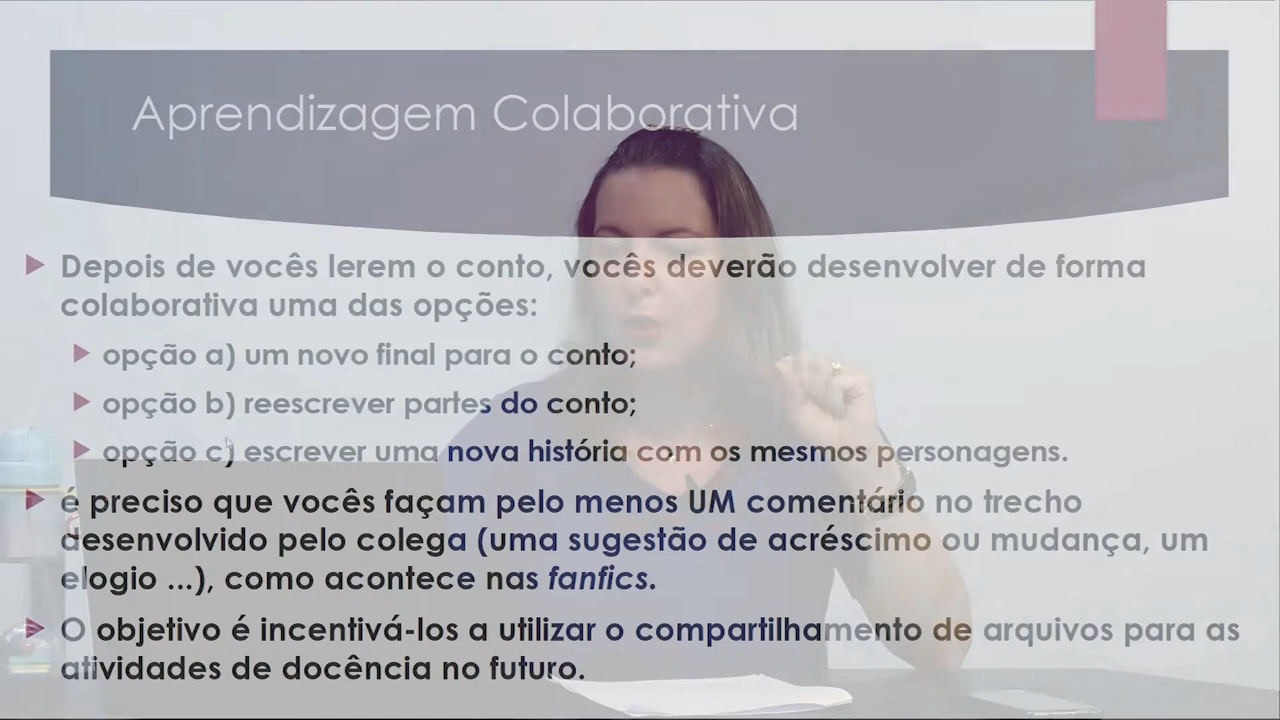 Aprendizagem Colaborativa
Depois de vocês lerem o conto, vocês deverão desenvolver de forma
colaborativa uma das opções:
opção a) um novo final para o conto;
opção b) reescrever partes do conto;
opção c) escrever uma nova história com os mesmos personagens.
é preciso que vocês façam pelo menos UM comentário no trecho
desenvolvido pelo colega (uma sugestão de acréscimo ou mudança, um
elogio ...), como acontece nas fanfics.
O objetivo é incentivá-los a utilizar o compartilhamento de arquivos para as
atividades de docência no futuro.